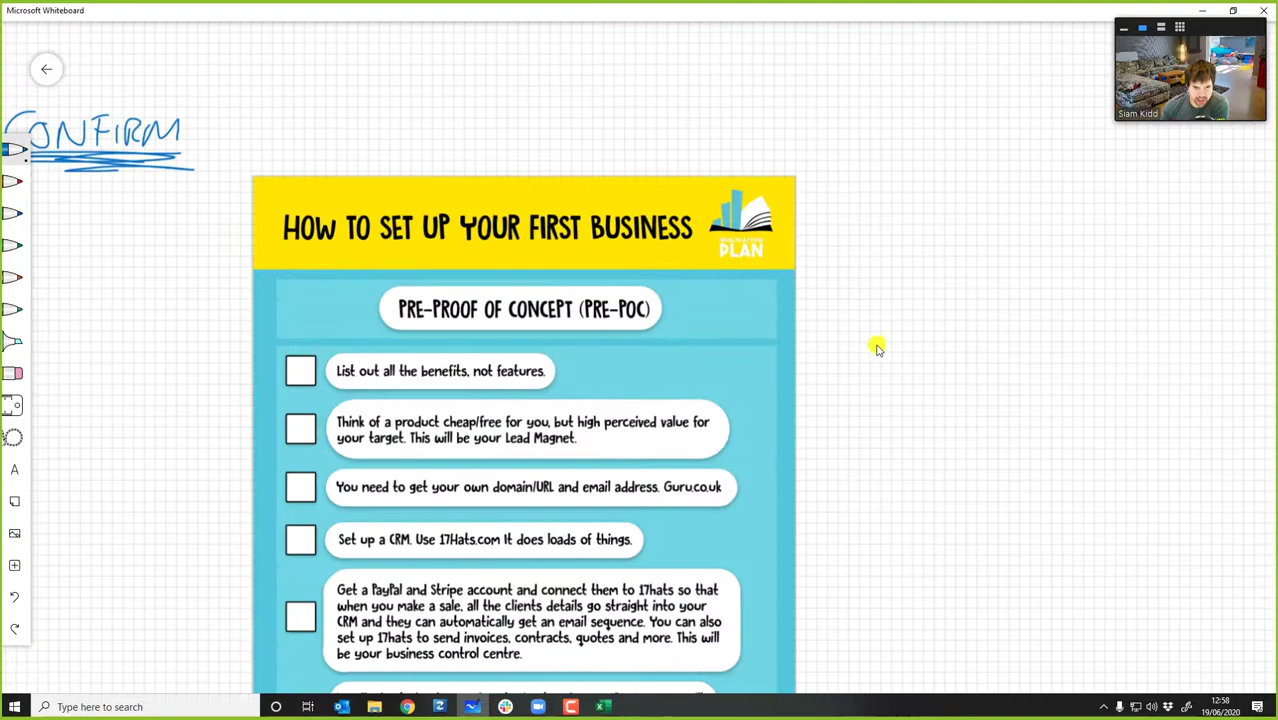 Microsoft Whiteboard
Siam Kidd
CONFIRM
HOW TO SET UP YOUR FIRST BUSINESS
PLAN
PRE-PROOF OF CONCEPT (PRE-POC)
List out all the benefits, not features.
Think of a product cheap/free for you, but high perceived value for
your target. This will be your Lead Magnet.
You need to get your own domain/URL and email address. Guru.co.uk
Set up a CRM. Use 17Hats.com It does loads of things.
Get a PayPal and Stripe account and connect them to 17hats so that
when you make a sale, all the clients details go straight into your
CRM and they can automatically get an email sequence. You can also
set up 17hats to send invoices, contracts, quotes and more. This will
be your business control centre.
A
Type here to search
12:58
19/06/2020